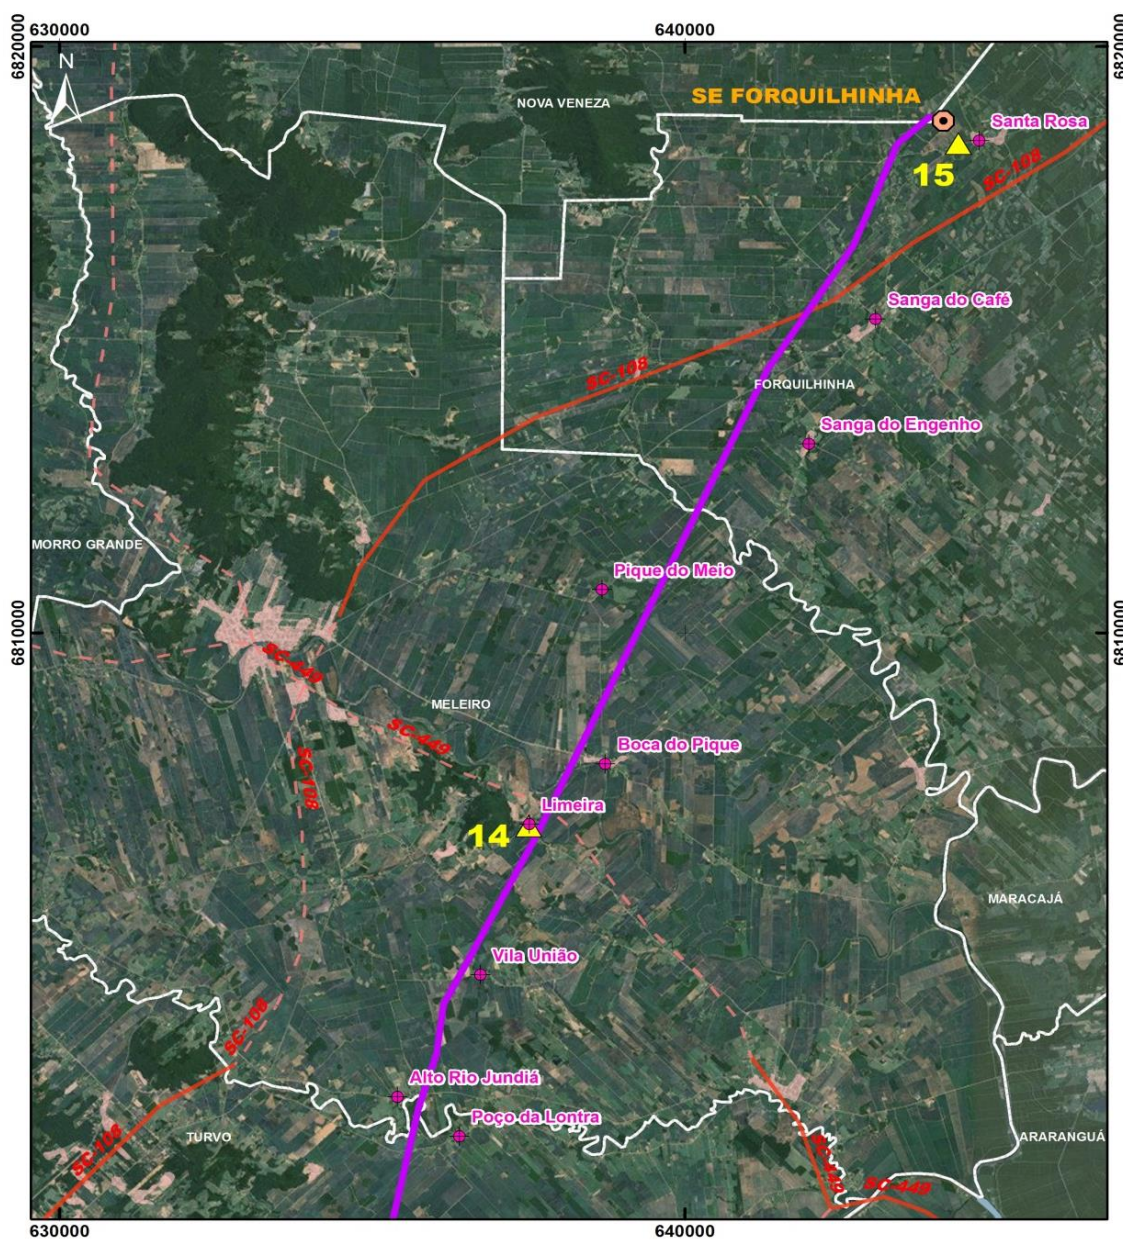 630000
640000
6820000
6820000
N
NOVA VENEZA
SE FORQUILHINHA
Santa Rosa
15
SC-108
Sanga do Café
SC-108
FORQUILHINHA
Sanga do Engenho
MORRO GRANDE
Pique do Meio
6810000
6810000
SC-449
MELEIRO
SC-449
Boca do Pique
SC-108
Limeira
14
MARACAJÁ
Vila União
SC-108
Alto Rio Jundiá
Poço da Lontra
SC-108
TURVO
SC-449
ARARANGUÁ
SC-449
630000
640000